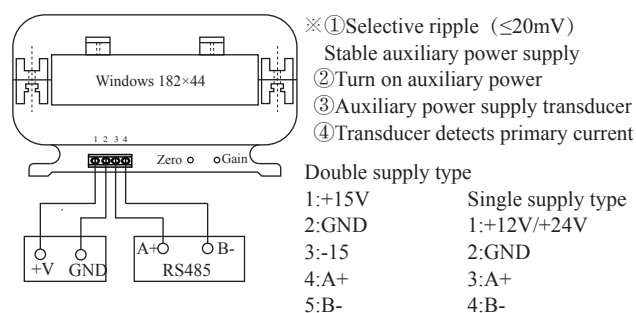 Windows 182×44
1 2 3 4
Zero
Gain
+V
GND
A+
B-
RS485
※①Selective ripple（≤20mV）
Stable auxiliary power supply
②Turn on auxiliary power
③Auxiliary power supply transducer
④Transducer detects primary current
Double supply type
1:+15V
2:GND
3:-15
4:A+
5:B-
Single supply type
1:+12V/+24V
2:GND
3:A+
4:B-